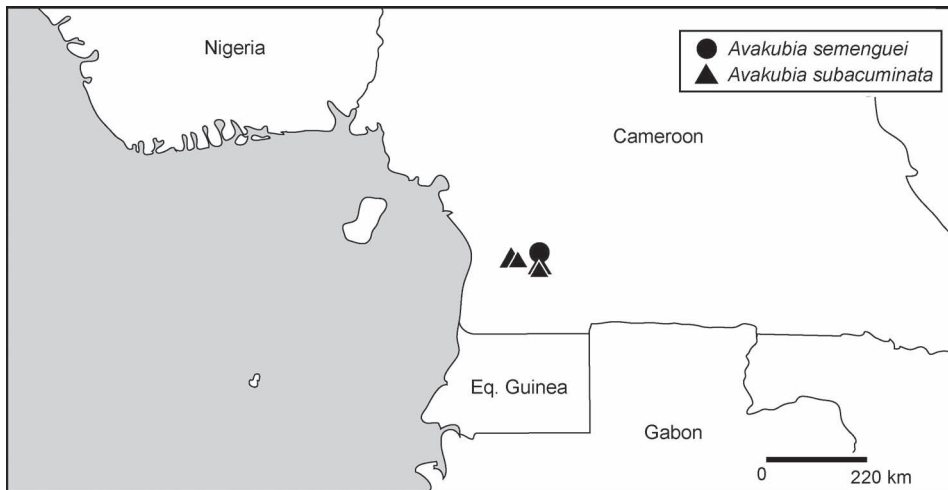 Nigeria
Avakubia semenguei
Avakubia subacuminata
Cameroon
Eq. Guinea
Gabon
0 220 km